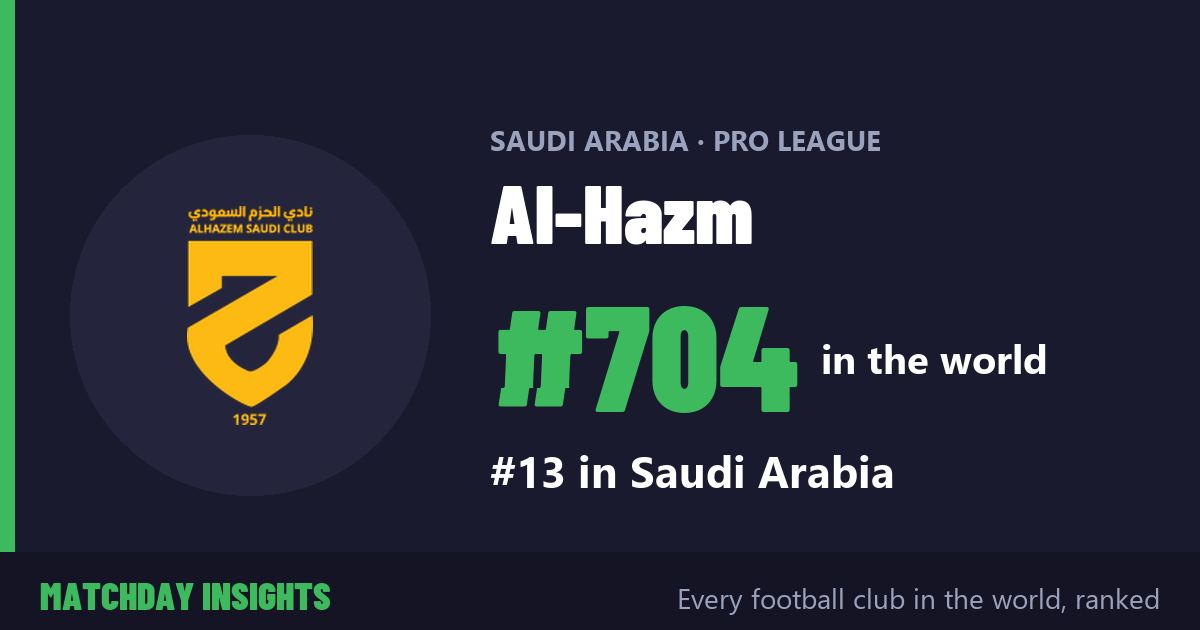 SAUDI ARABIA · PRO LEAGUE
Al-Hazm
نادي الحزم السعودي
ALHAZEM SAUDI CLUB
1957
#704 in the world
#13 in Saudi Arabia
MATCHDAY INSIGHTS
Every football club in the world, ranked